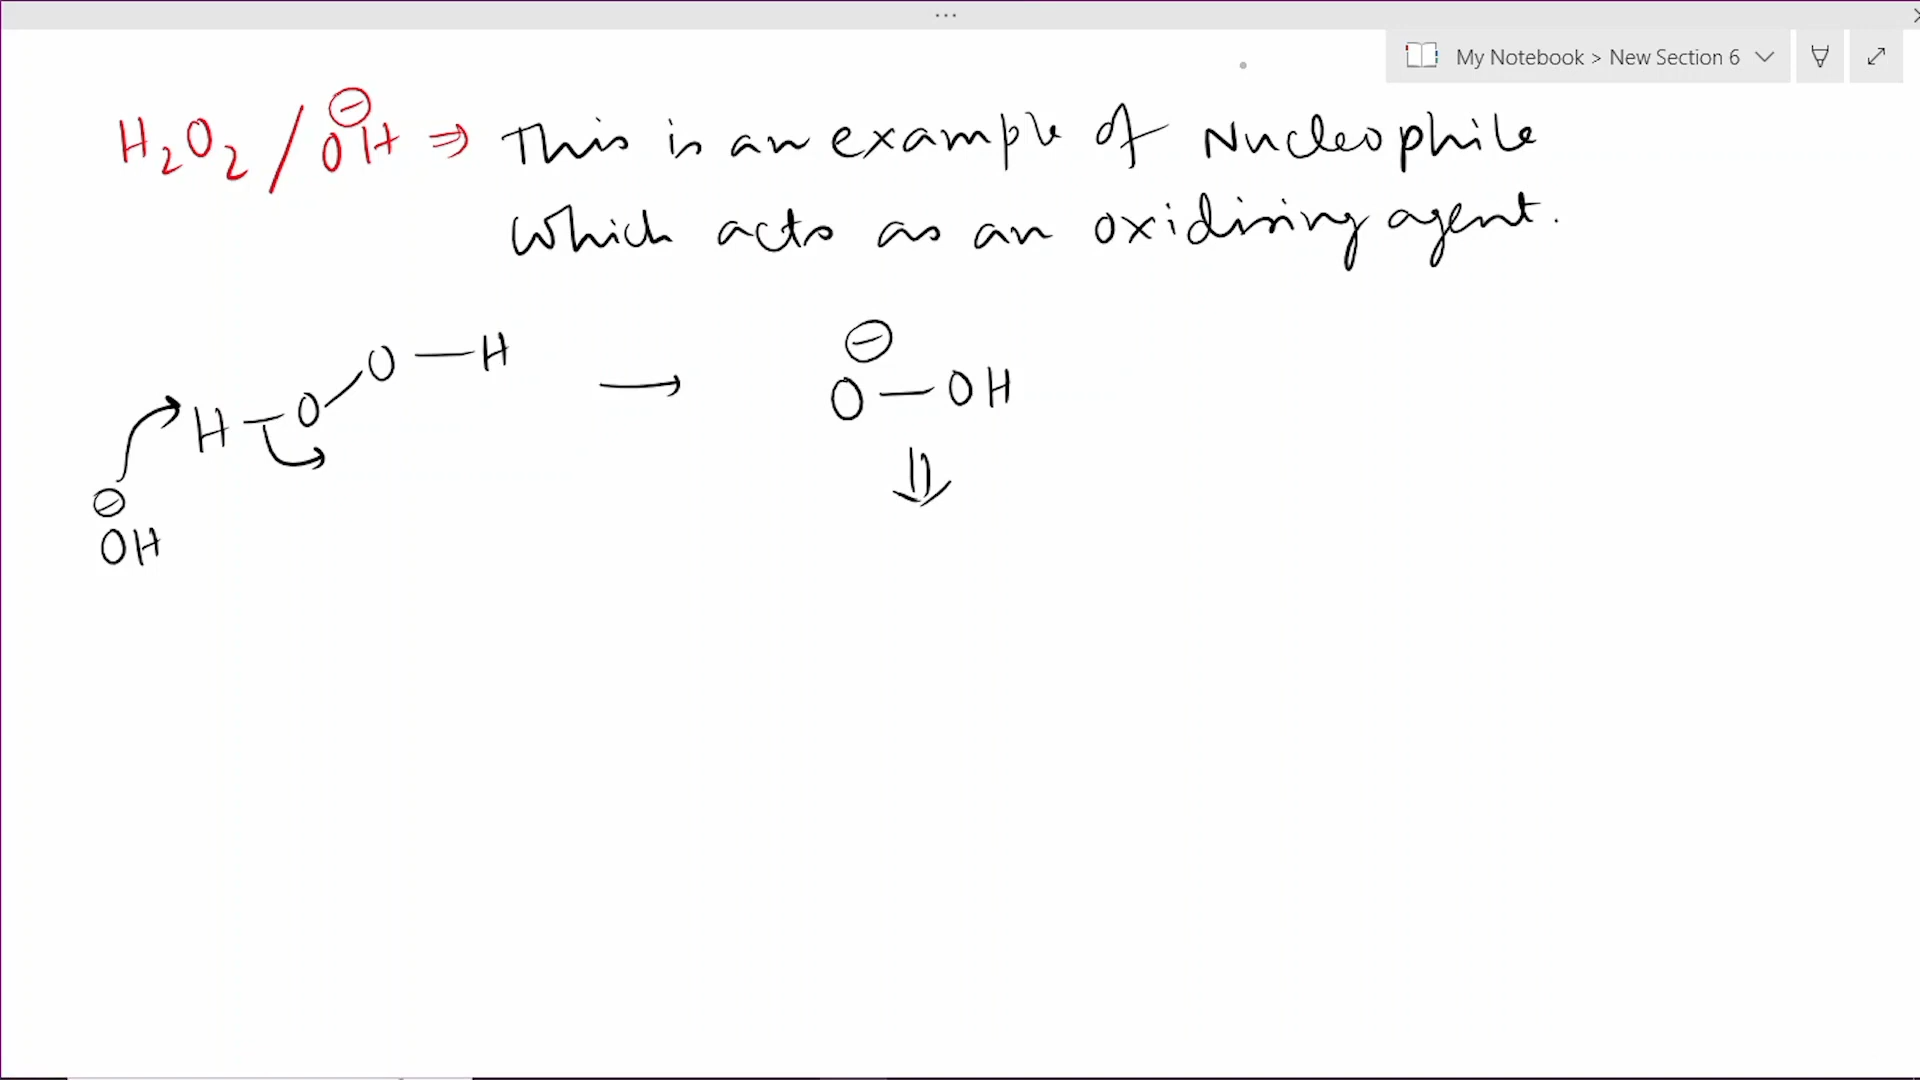 ...
My Notebook > New Section 6
H₂O₂ / O⊖H ⇒ This is an example of Nucleophile
which acts as an oxidising agent.
H – O – O – H → ⊖O – OH
⇓
⊖OH